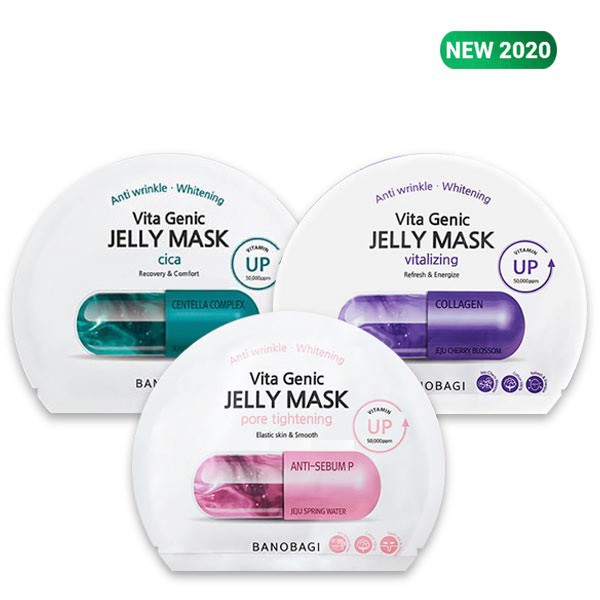 NEW 2020
Anti wrinkle · Whitening
Vita Genic
JELLY MASK
cica
Recovery & Comfort
VITAMIN
UP
50,000ppm
CENTELLA COMPLEX
BANOBAGI
Anti wrinkle · Whitening
Vita Genic
JELLY MASK
vitalizing
Refresh & Energize
VITAMIN
UP
50,000ppm
COLLAGEN
JEJU CHERRY BLOSSOM
BANOBAGI
Anti wrinkle · Whitening
Vita Genic
JELLY MASK
pore tightening
Elastic skin & Smooth
VITAMIN
UP
50,000ppm
ANTI-SEBUM P
JEJU SPRING WATER
BANOBAGI